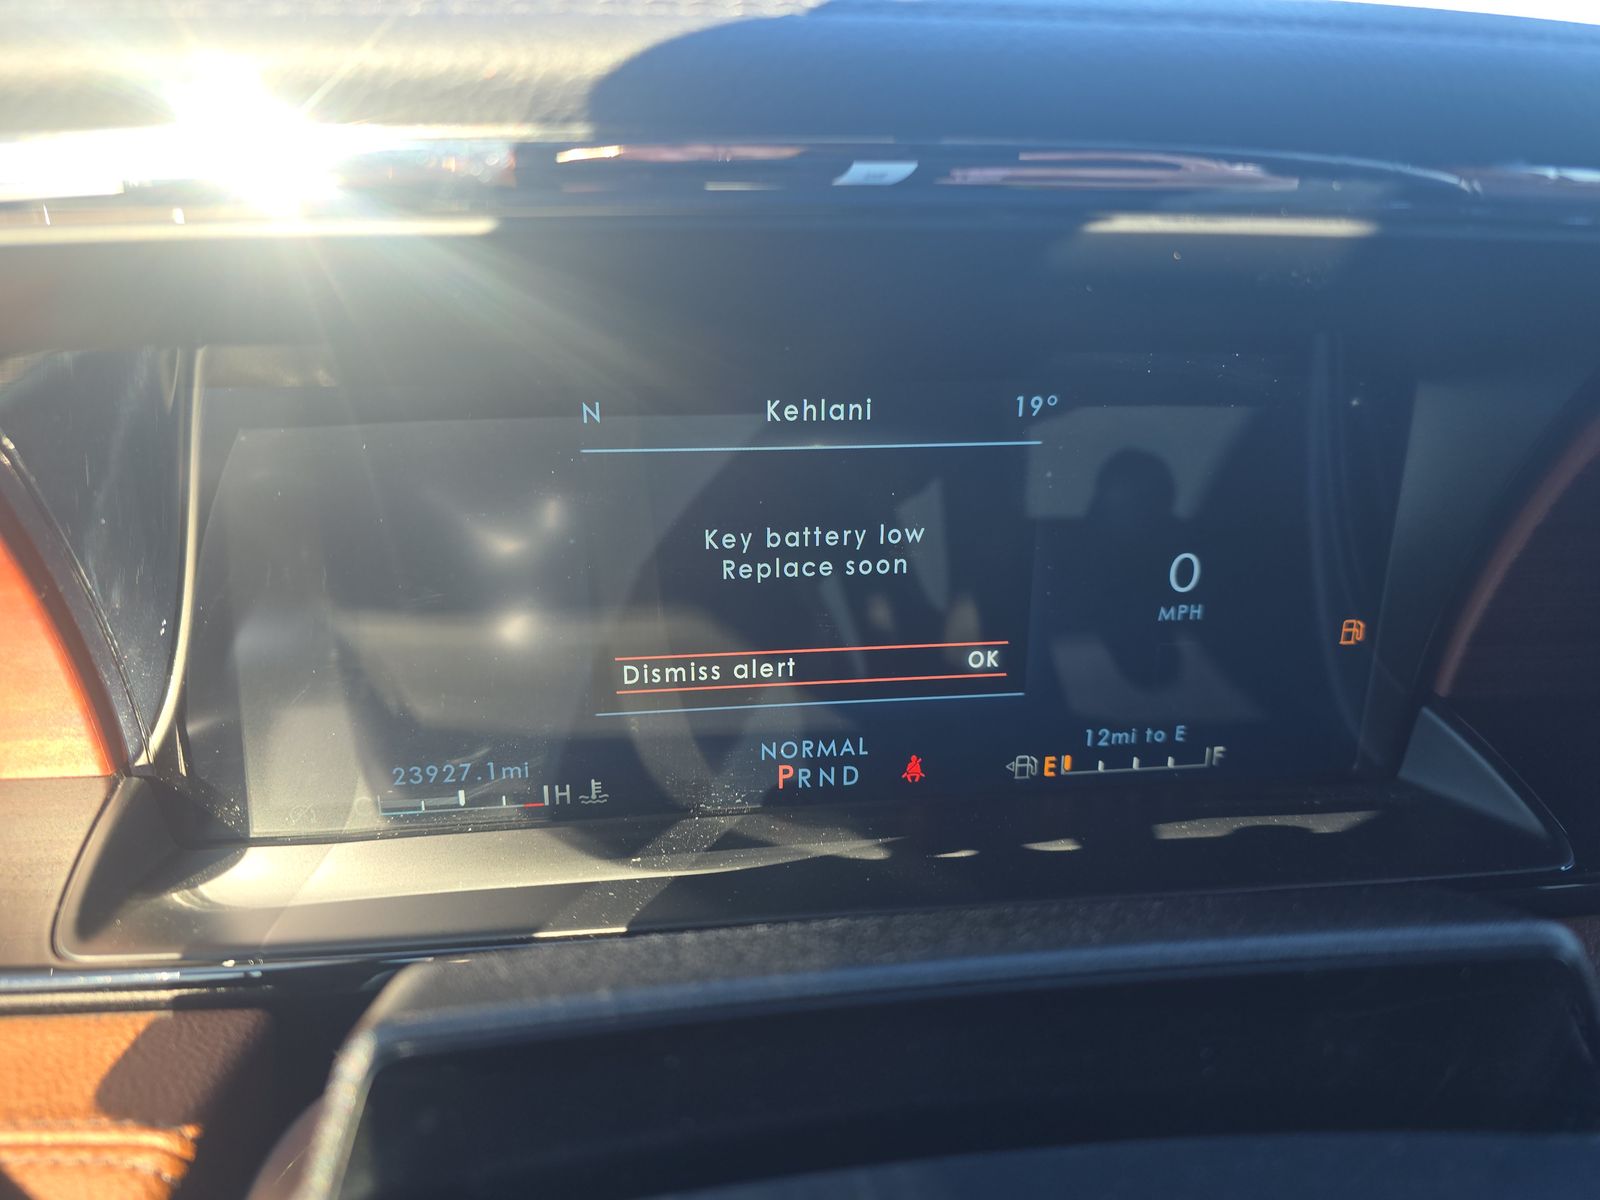 N Kehlani 19°
Key battery low
Replace soon
0
MPH
Dismiss alert OK
12mi to E
NORMAL
23927.1mi
PRND
E F
H